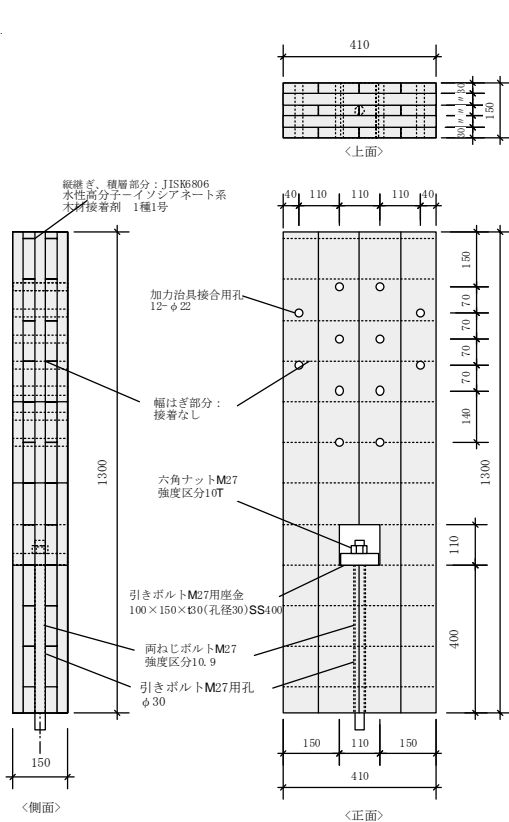 410
30
〃
〃
〃
30
150
〈上面〉
縦継ぎ、積層部分：JISK6806
水性高分子－イソシアネート系
木材接着剤　1種1号
40 110 110 110 40
加力治具接合用孔
12-φ22
150
70
70
70
70
140
幅はぎ部分：
接着なし
1300
1300
六角ナットM27
強度区分10T
110
引きボルトM27用座金
100×150×t30(孔径30)SS400
400
両ねじボルトM27
強度区分10.9
引きボルトM27用孔
φ30
150
150 110 150
410
〈側面〉
〈正面〉